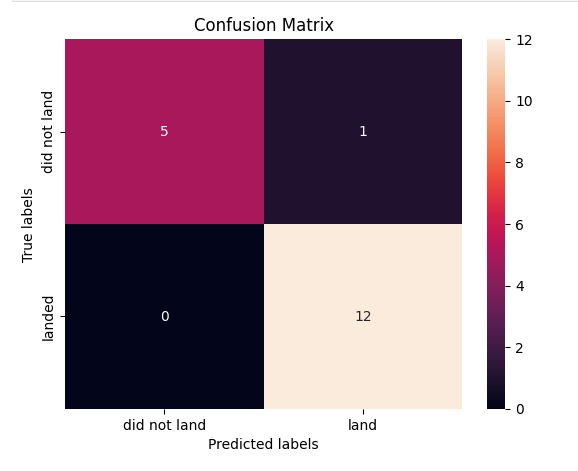 Confusion Matrix
True labels
did not land
landed
5
1
0
12
did not land
land
Predicted labels
12
10
8
6
4
2
0